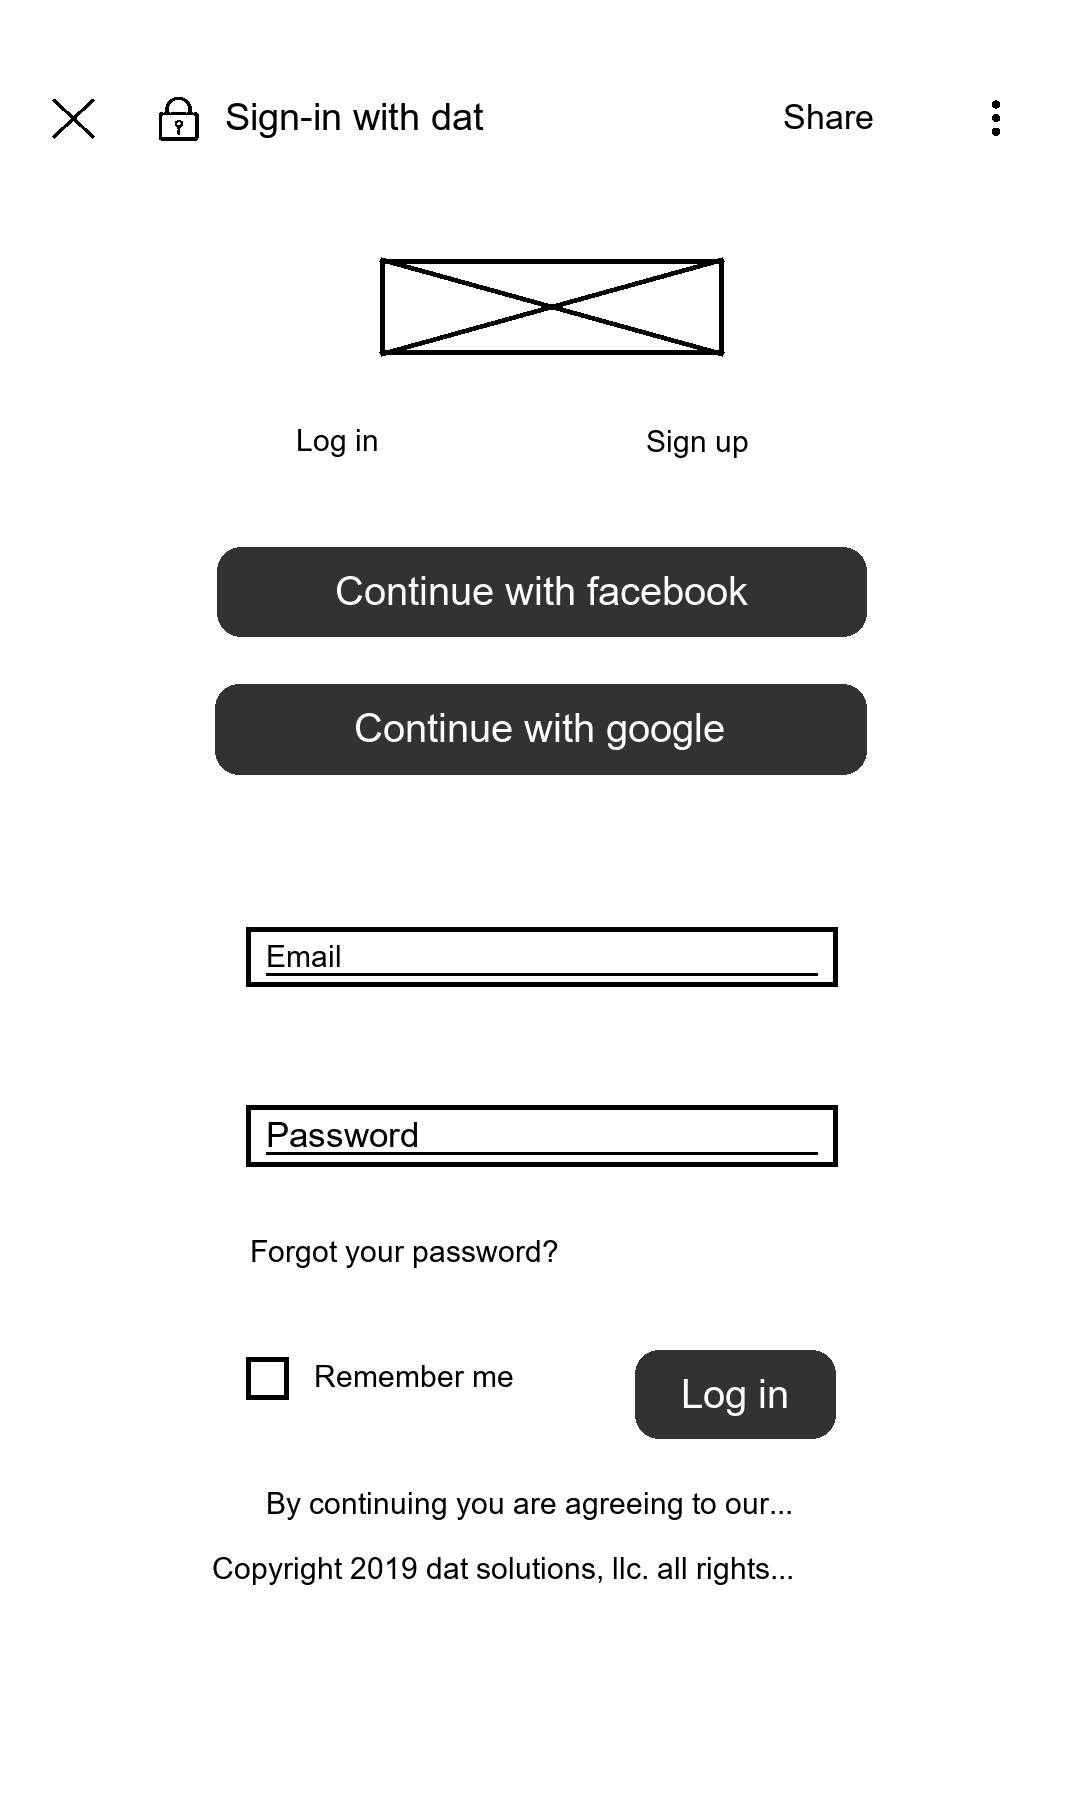 Sign-in with dat Share
Log in Sign up
Continue with facebook
Continue with google
Email
Password
Forgot your password?
Remember me Log in
By continuing you are agreeing to our...
Copyright 2019 dat solutions, llc. all rights...